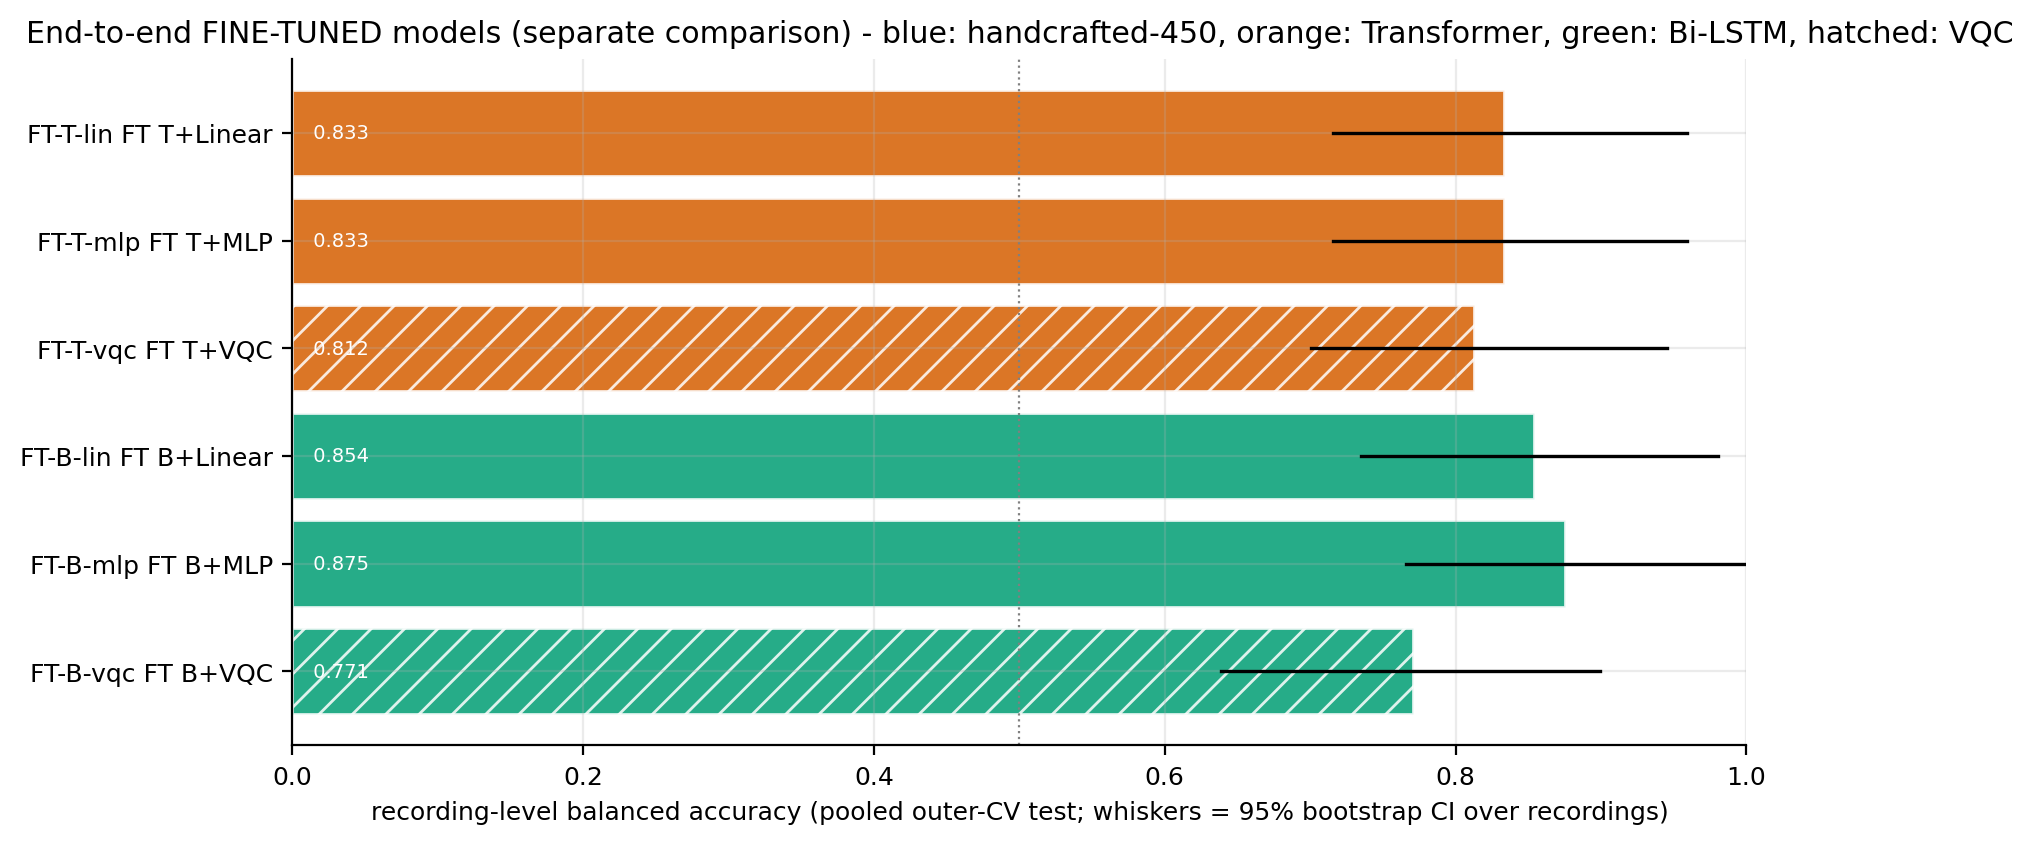 End-to-end FINE-TUNED models (separate comparison) - blue: handcrafted-450, orange: Transformer, green: Bi-LSTM, hatched: VQC
FT-T-lin FT T+Linear
0.833
FT-T-mlp FT T+MLP
0.833
FT-T-vqc FT T+VQC
0.812
FT-B-lin FT B+Linear
0.854
FT-B-mlp FT B+MLP
0.875
FT-B-vqc FT B+VQC
0.771
0.0 0.2 0.4 0.6 0.8 1.0
recording-level balanced accuracy (pooled outer-CV test; whiskers = 95% bootstrap CI over recordings)